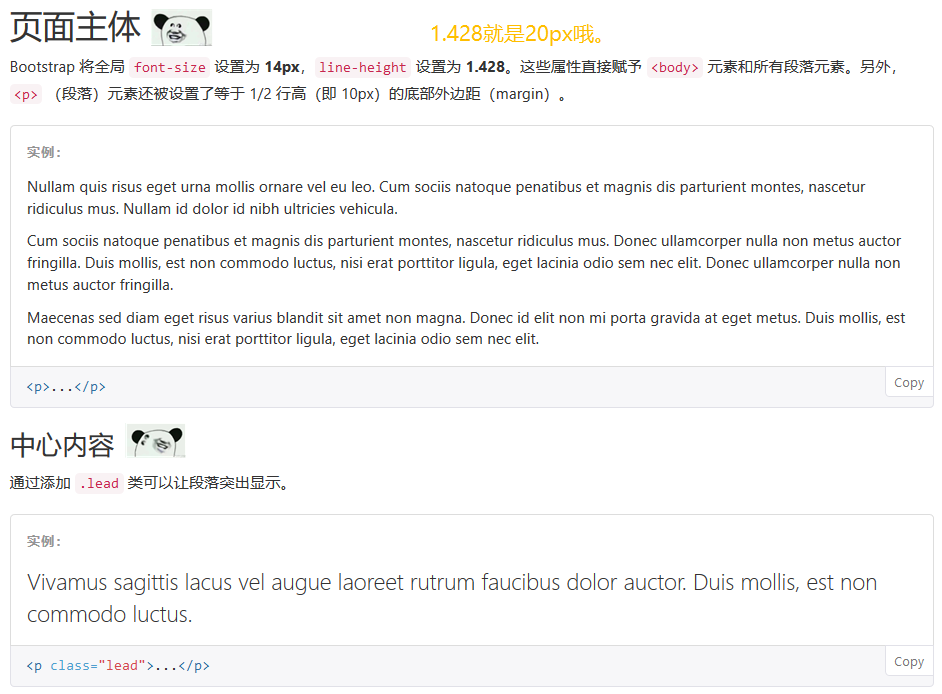 页面主体
1.428就是20px哦。
Bootstrap 将全局 font-size 设置为 14px，line-height 设置为 1.428。这些属性直接赋予 <body> 元素和所有段落元素。另外，
<p> （段落）元素还被设置了等于 1/2 行高（即 10px）的底部外边距（margin）。
实例：
Nullam quis risus eget urna mollis ornare vel eu leo. Cum sociis natoque penatibus et magnis dis parturient montes, nascetur
ridiculus mus. Nullam id dolor id nibh ultricies vehicula.
Cum sociis natoque penatibus et magnis dis parturient montes, nascetur ridiculus mus. Donec ullamcorper nulla non metus auctor
fringilla. Duis mollis, est non commodo luctus, nisi erat porttitor ligula, eget lacinia odio sem nec elit. Donec ullamcorper nulla non
metus auctor fringilla.
Maecenas sed diam eget risus varius blandit sit amet non magna. Donec id elit non mi porta gravida at eget metus. Duis mollis, est
non commodo luctus, nisi erat porttitor ligula, eget lacinia odio sem nec elit.
<p>...</p>
Copy
中心内容
通过添加 .lead 类可以让段落突出显示。
实例：
Vivamus sagittis lacus vel augue laoreet rutrum faucibus dolor auctor. Duis mollis, est non
commodo luctus.
<p class="lead">...</p>
Copy